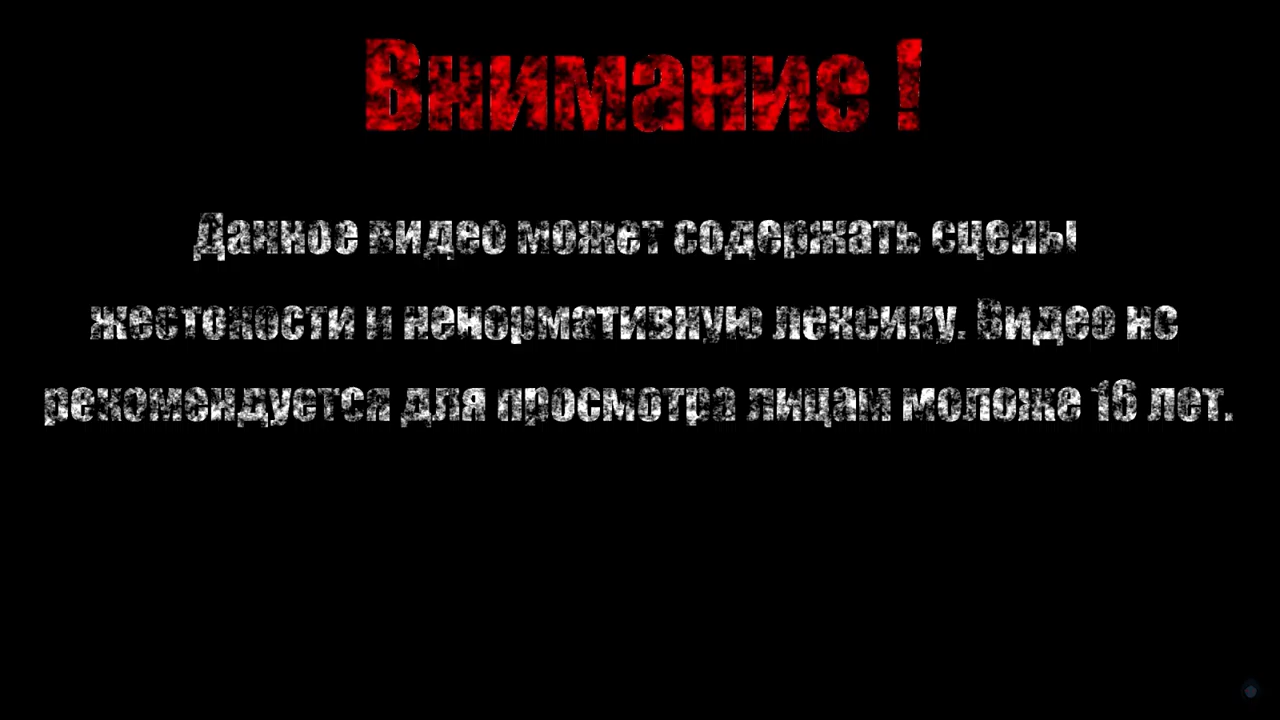 Внимание !
Данное видео может содержать сцены
жестокости и ненормативную лексику. Видео не
рекомендуется для просмотра лицам моложе 16 лет.